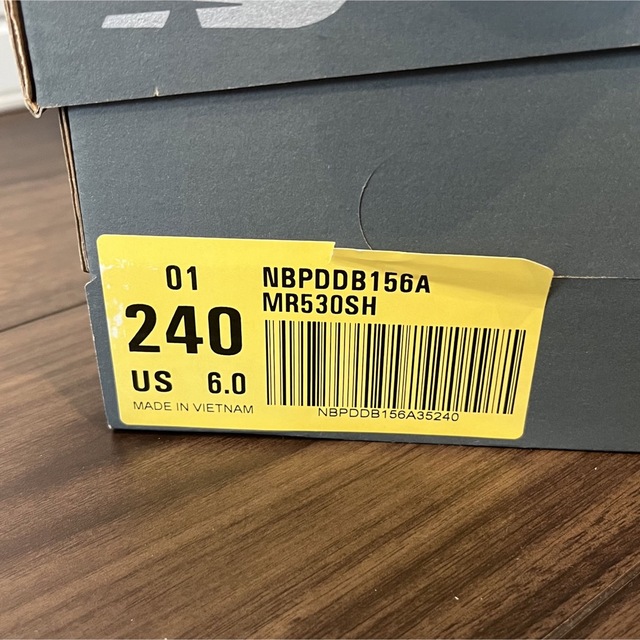 01
240
US 6.0
MADE IN VIETNAM
NBPDDB156A
MR530SH
NBPDDB156A35240